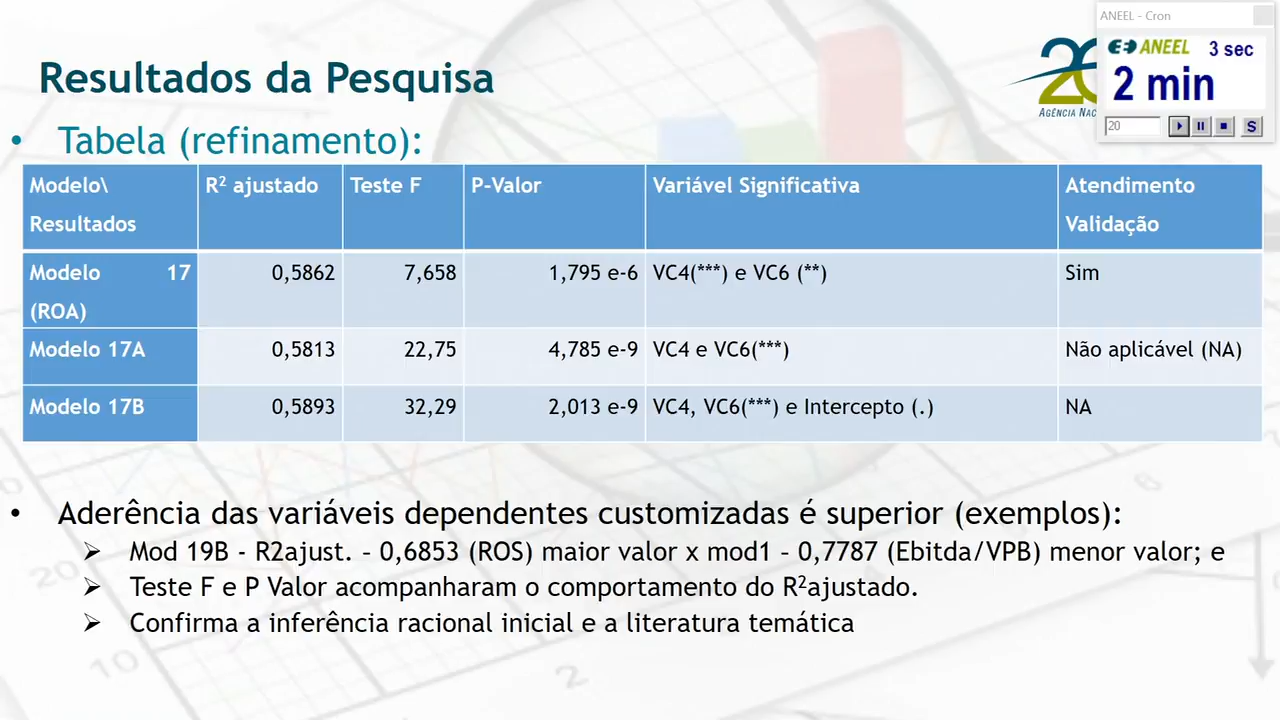 ANEEL - Cron
ANEEL 3 sec
2 min
20
S
Resultados da Pesquisa
20
AGÊNCIA NAC
• Tabela (refinamento):
Modelo\ Resultados R² ajustado Teste F P-Valor Variável Significativa Atendimento Validação
Modelo 17 (ROA) 0,5862 7,658 1,795 e-6 VC4(***) e VC6 (**) Sim
Modelo 17A 0,5813 22,75 4,785 e-9 VC4 e VC6(***) Não aplicável (NA)
Modelo 17B 0,5893 32,29 2,013 e-9 VC4, VC6(***) e Intercepto (.) NA
• Aderência das variáveis dependentes customizadas é superior (exemplos):
➢ Mod 19B - R2ajust. – 0,6853 (ROS) maior valor x mod1 – 0,7787 (Ebitda/VPB) menor valor; e
➢ Teste F e P Valor acompanharam o comportamento do R²ajustado.
➢ Confirma a inferência racional inicial e a literatura temática
20
10
2
6